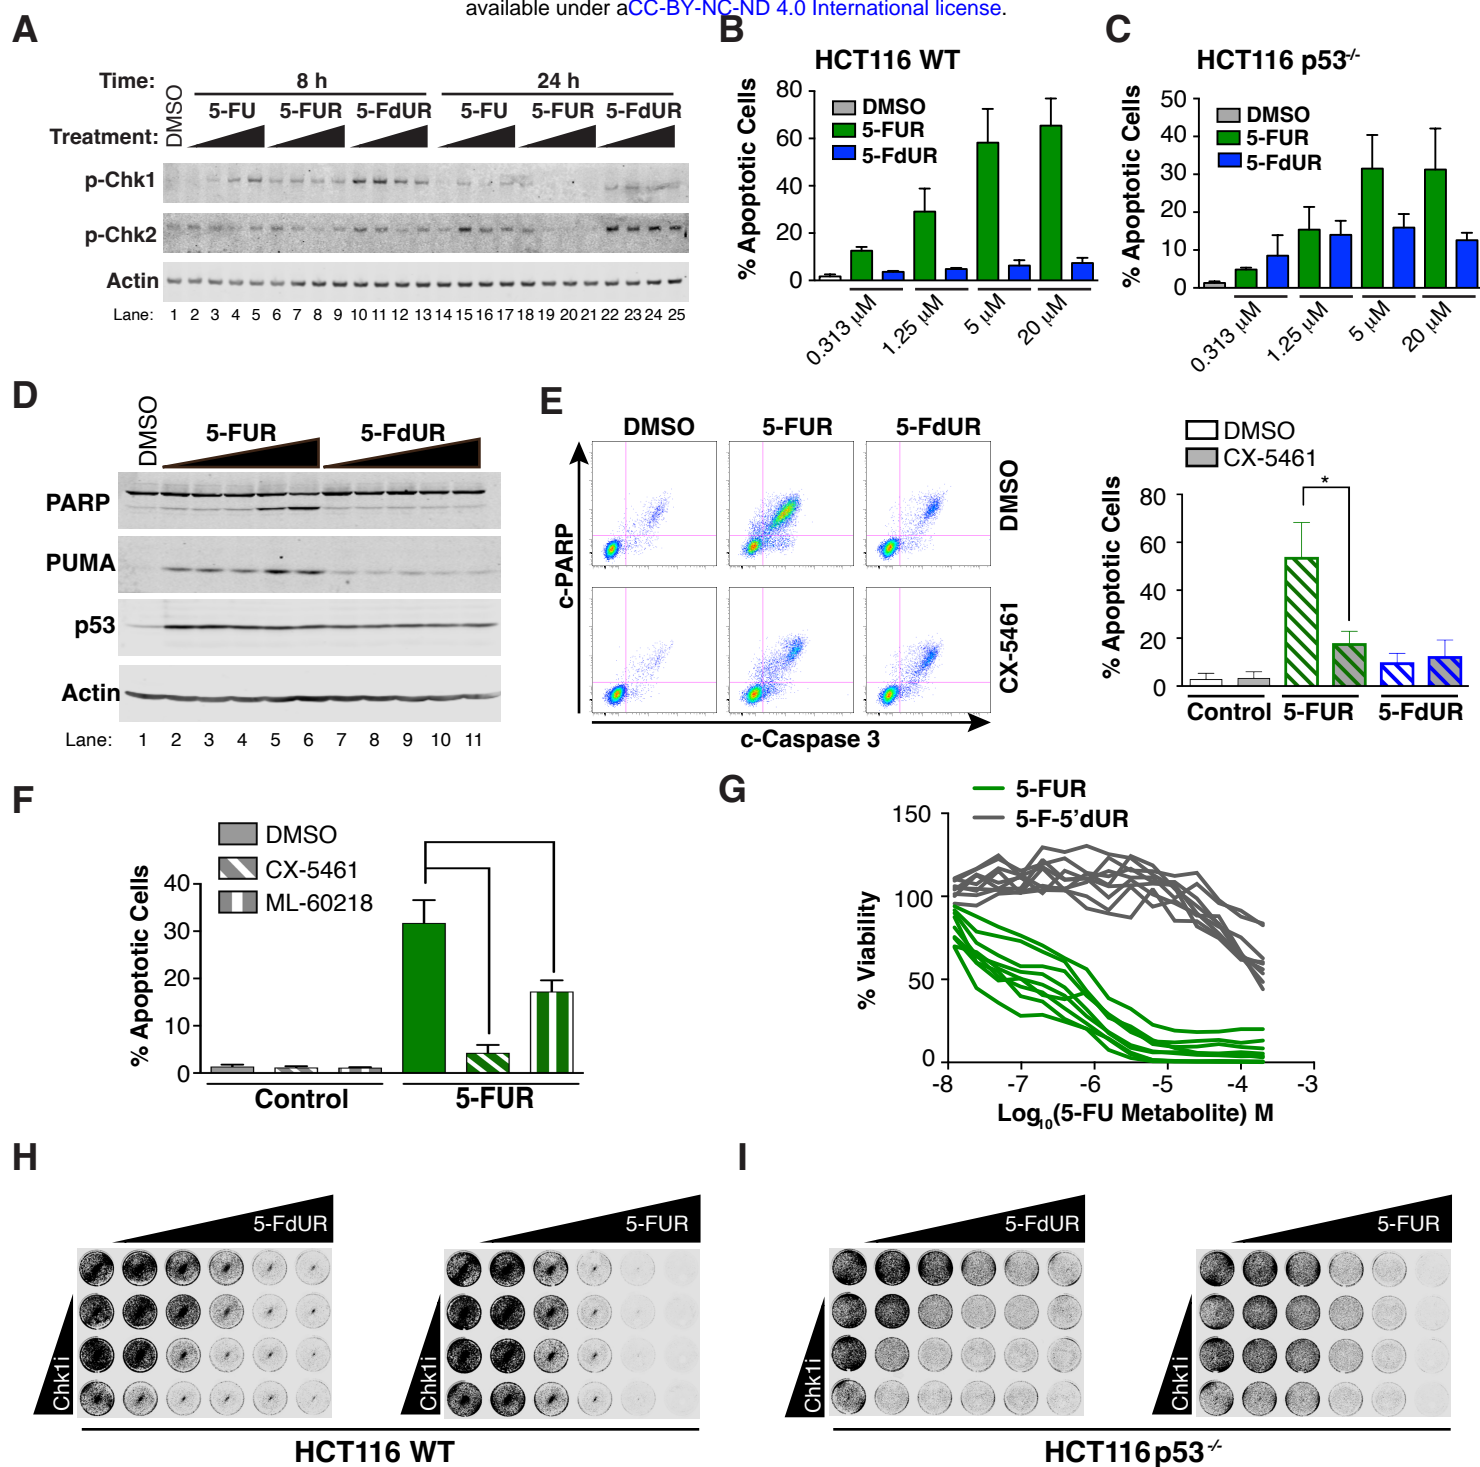 available under aCC-BY-NC-ND 4.0 International license.
A
Time:
8 h
24 h
DMSO
5-FU
5-FUR
5-FdUR
5-FU
5-FUR
5-FdUR
Treatment:
p-Chk1
p-Chk2
Actin
Lane: 1 2 3 4 5 6 7 8 9 10 11 12 13 14 15 16 17 18 19 20 21 22 23 24 25
B
HCT116 WT
DMSO
5-FUR
5-FdUR
% Apoptotic Cells
80
60
40
20
0
0.313 µM
1.25 µM
5 µM
20 µM
C
HCT116 p53-/-
DMSO
5-FUR
5-FdUR
% Apoptotic Cells
50
40
30
20
10
0
0.313 µM
1.25 µM
5 µM
20 µM
D
DMSO
5-FUR
5-FdUR
PARP
PUMA
p53
Actin
Lane: 1 2 3 4 5 6 7 8 9 10 11
E
DMSO
5-FUR
5-FdUR
DMSO
CX-5461
c-PARP
c-Caspase 3
DMSO
CX-5461
% Apoptotic Cells
80
60
40
20
0
*
Control
5-FUR
5-FdUR
F
DMSO
CX-5461
ML-60218
% Apoptotic Cells
40
30
20
10
0
Control
5-FUR
G
5-FUR
5-F-5'dUR
% Viability
150
100
50
0
-8 -7 -6 -5 -4 -3
Log10(5-FU Metabolite) M
H
5-FdUR
5-FUR
Chk1i
Chk1i
HCT116 WT
I
5-FdUR
5-FUR
Chk1i
Chk1i
HCT116 p53-/-